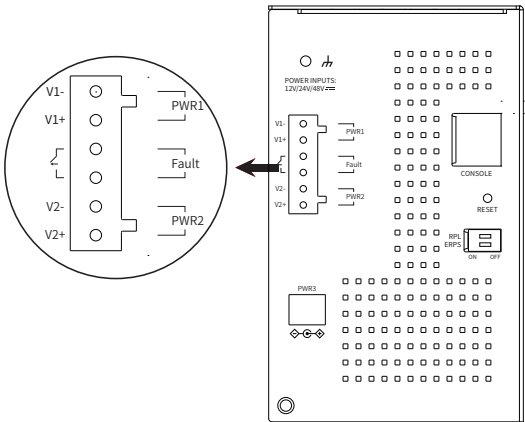 V1-
V1+
V2-
V2+
PWR1
Fault
PWR2
POWER INPUTS:
12V/24V/48V
V1-
V1+
V2-
V2+
PWR1
Fault
PWR2
CONSOLE
RESET
RPL
ERPS
ON OFF
PWR3